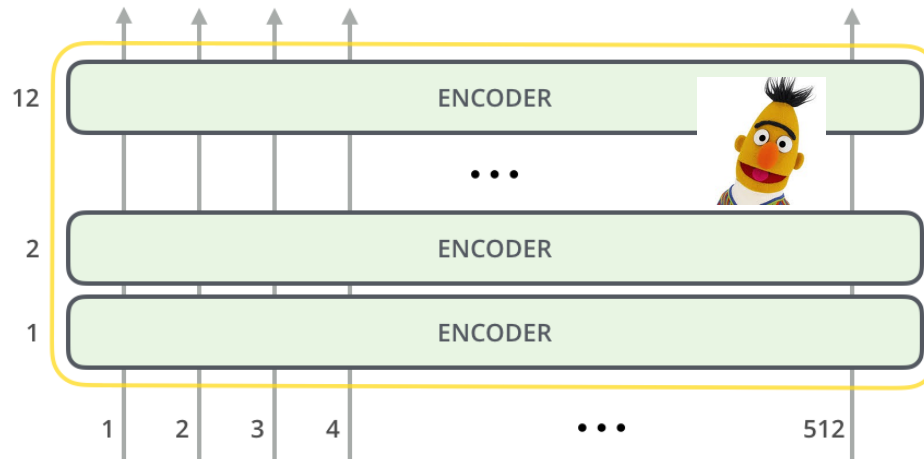 12 ENCODER
...
2 ENCODER
1 ENCODER
1 2 3 4 ... 512